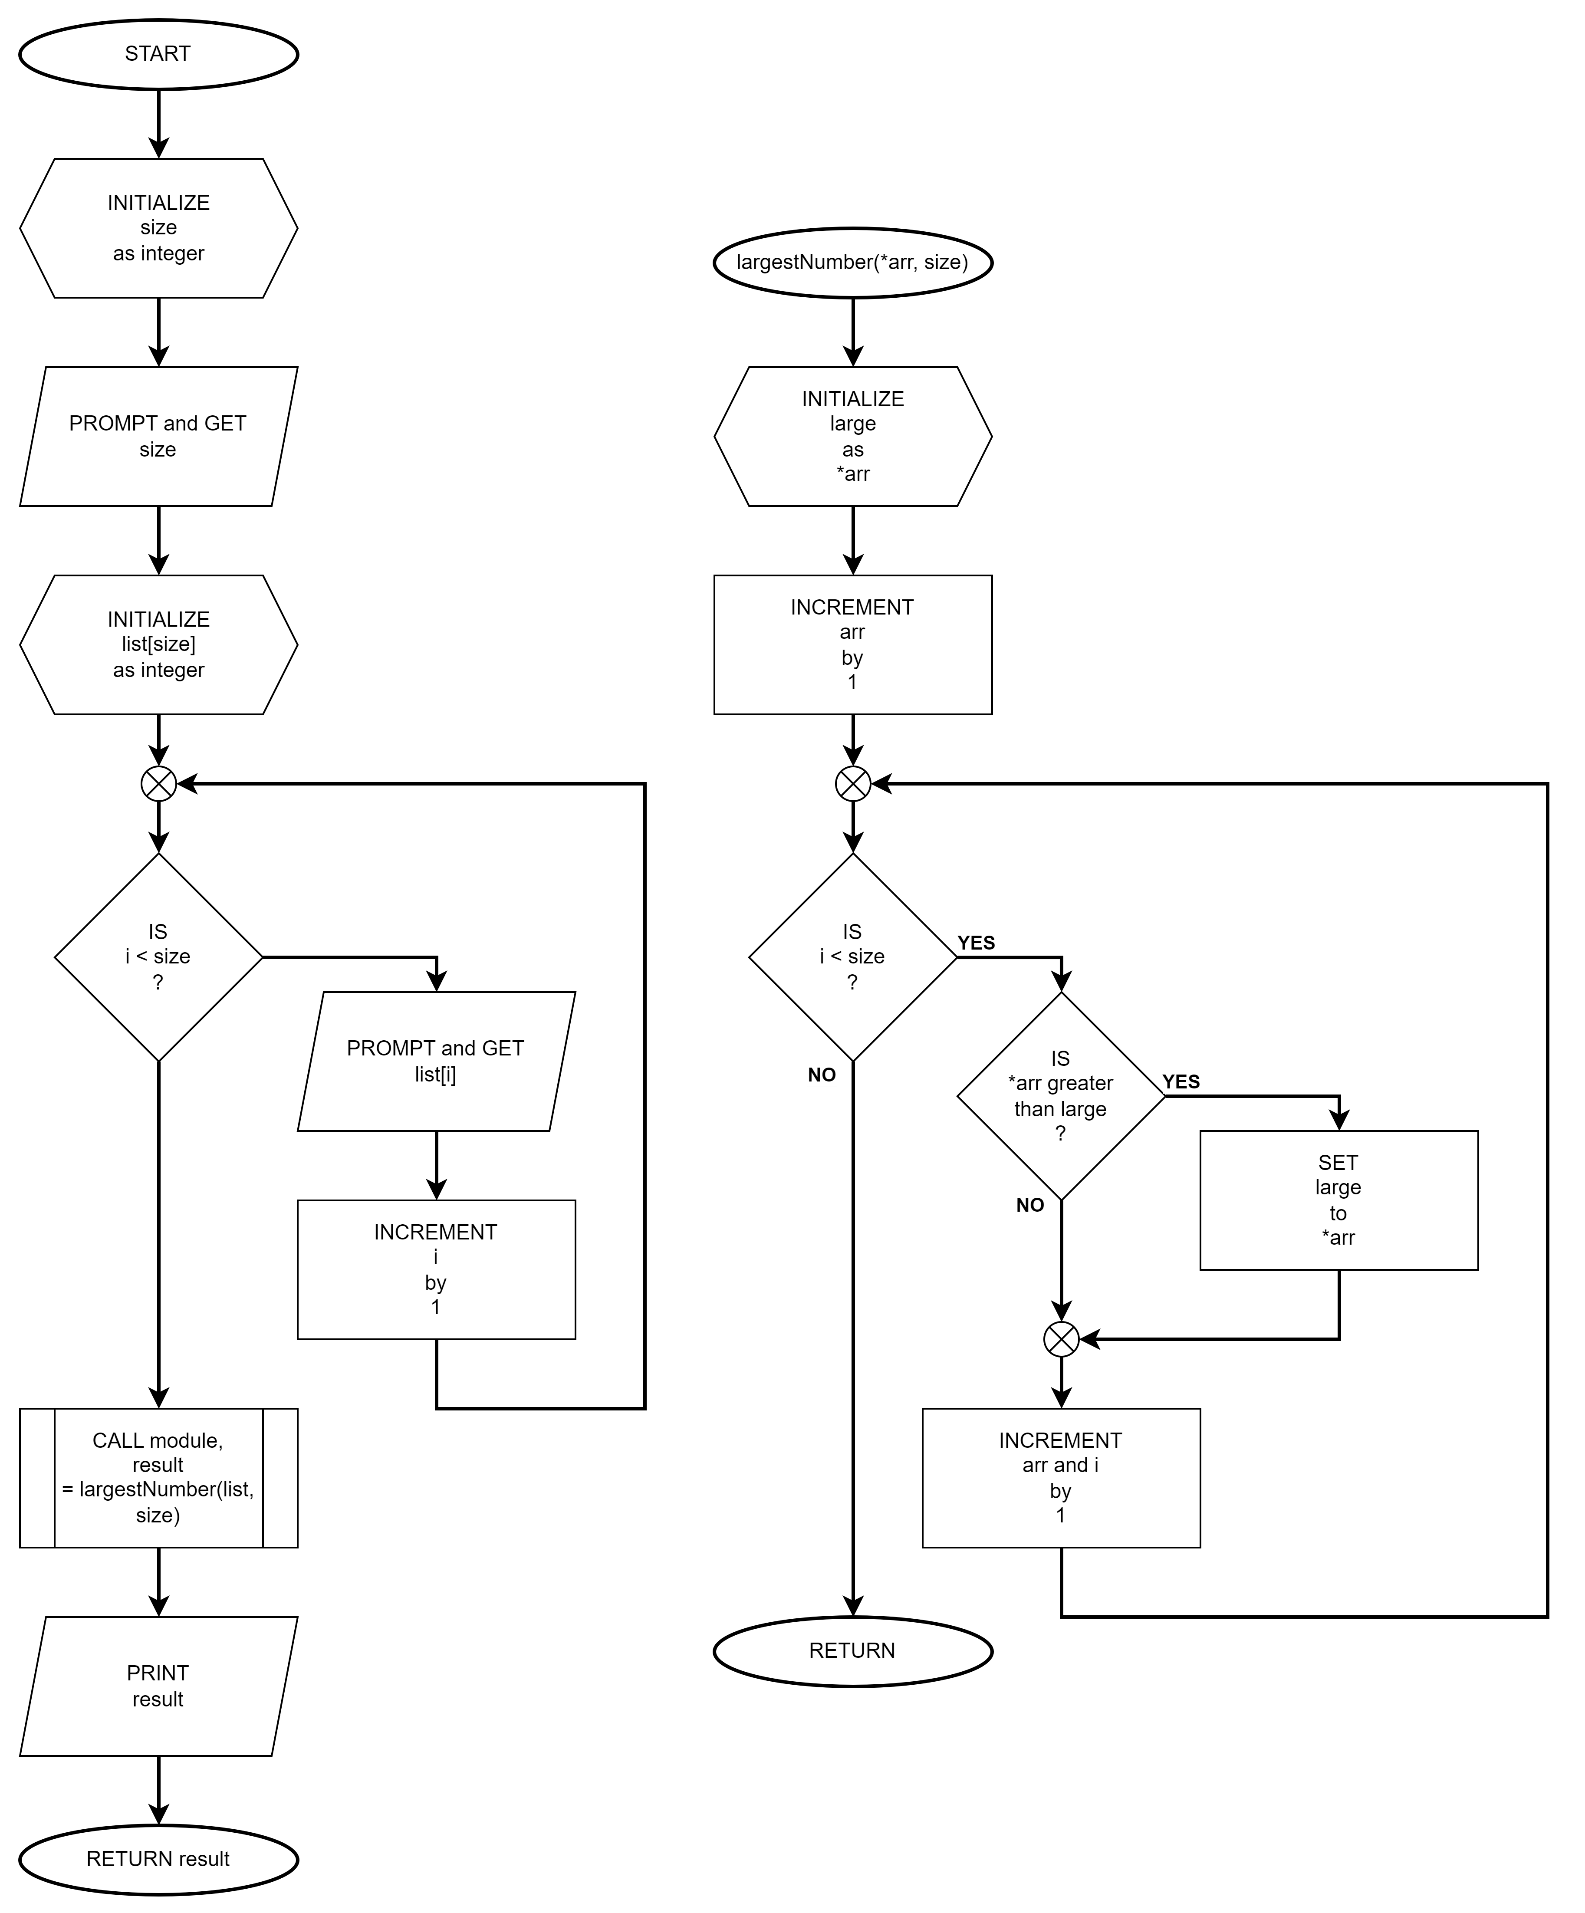 START
INITIALIZE
size
as integer
PROMPT and GET
size
INITIALIZE
list[size]
as integer
IS
i < size
?
PROMPT and GET
list[i]
INCREMENT
i
by
1
CALL module,
result
= largestNumber(list,
size)
PRINT
result
RETURN result
largestNumber(*arr, size)
INITIALIZE
large
as
*arr
INCREMENT
arr
by
1
IS
i < size
?
YES
NO
IS
*arr greater
than large
?
YES
NO
SET
large
to
*arr
INCREMENT
arr and i
by
1
RETURN